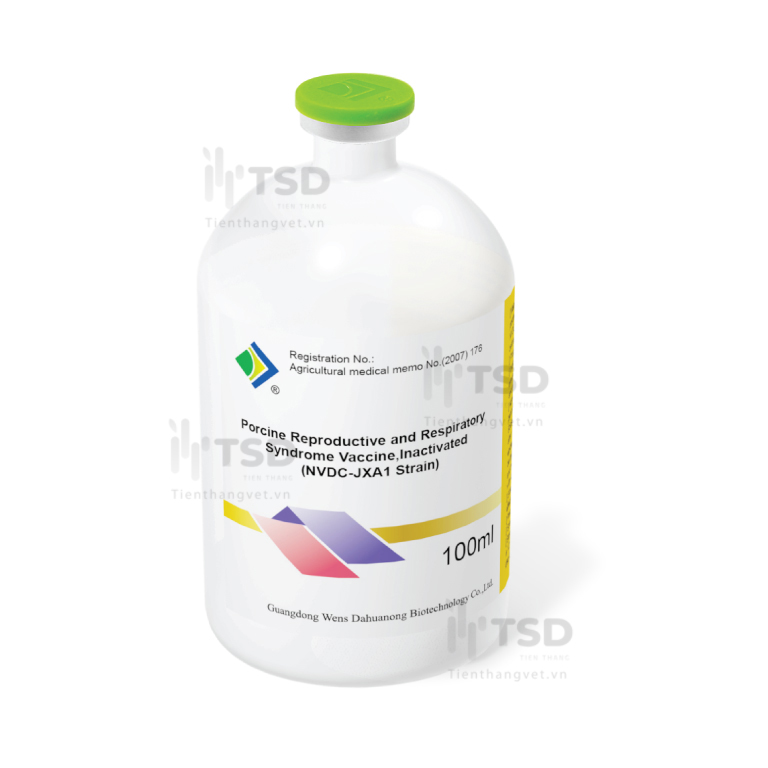 TSD
TIEN THANG
Tienthangvet.vn
Registration No.:
Agricultural medical memo No.(2007) 176
®
TSD
TIEN THANG
Tienthangvet.vn
Porcine Reproductive and Respiratory
Syndrome Vaccine,Inactivated
(NVDC-JXA1 Strain)
TSD
TIEN THANG
Tienthangvet.vn
100ml
Guangdong Wens Dahuanong Biotechnology Co.,Ltd.
TSD
TIEN THANG
Tienthangvet.vn